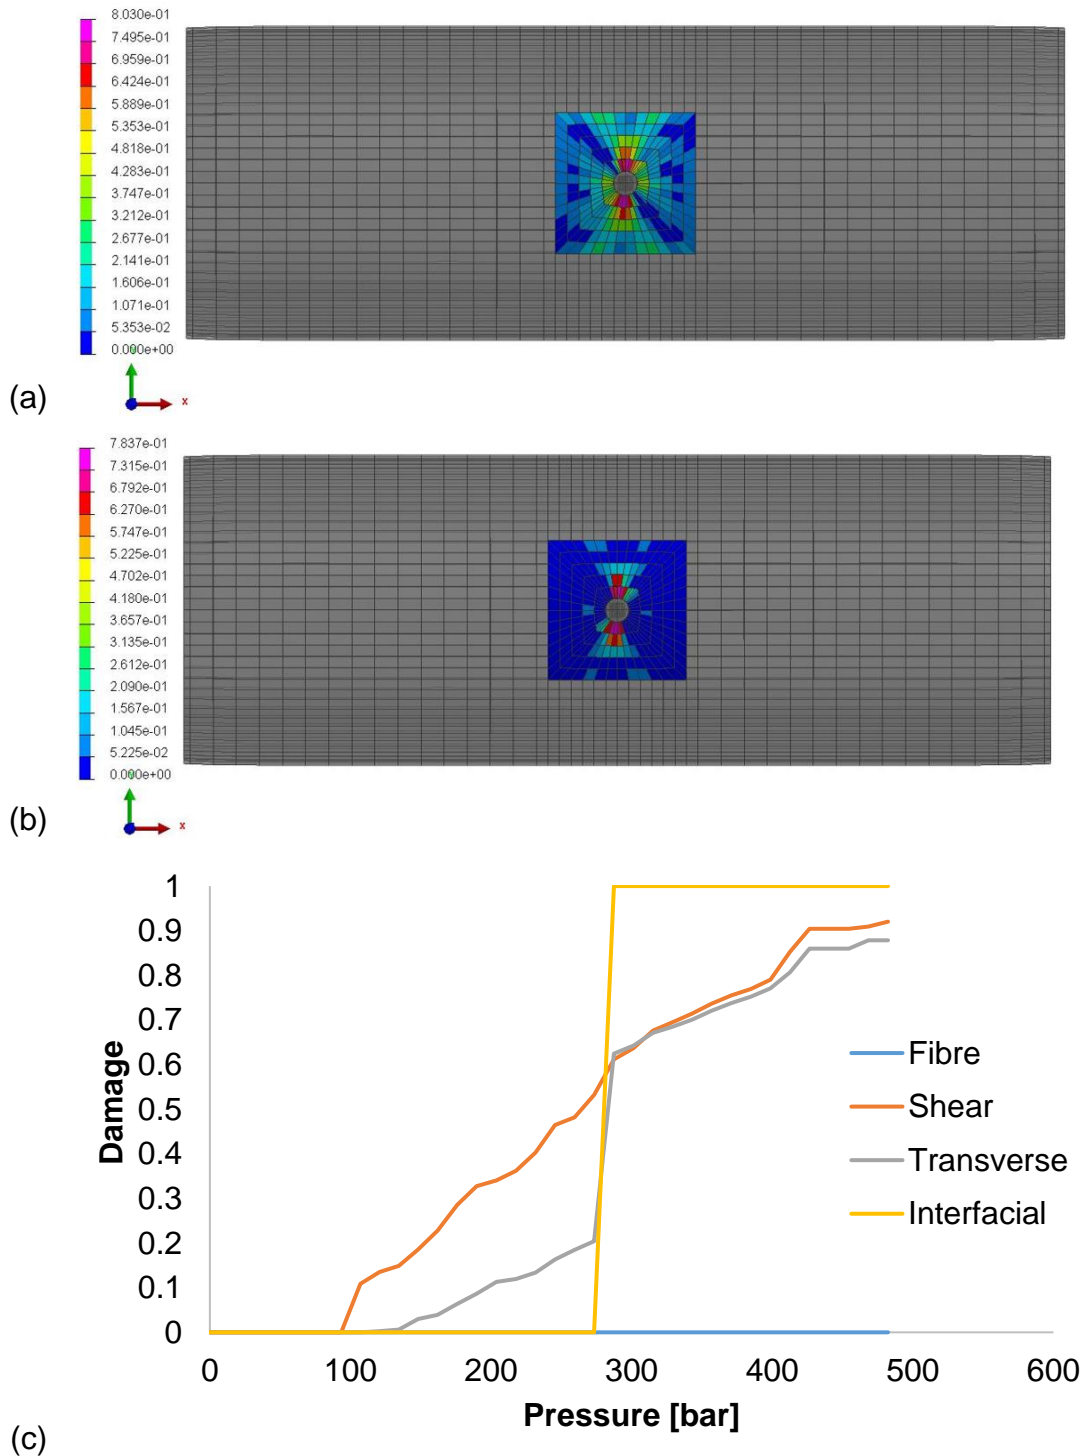 8.030e-01
7.495e-01
6.959e-01
6.424e-01
5.889e-01
5.353e-01
4.818e-01
4.283e-01
3.747e-01
3.212e-01
2.677e-01
2.141e-01
1.606e-01
1.071e-01
5.353e-02
0.000e+00
x
(a)
7.837e-01
7.315e-01
6.792e-01
6.270e-01
5.747e-01
5.225e-01
4.702e-01
4.180e-01
3.657e-01
3.135e-01
2.612e-01
2.090e-01
1.567e-01
1.045e-01
5.225e-02
0.000e+00
x
(b)
1
0.9
0.8
0.7
0.6
0.5
0.4
0.3
0.2
0.1
0
Damage
Fibre
Shear
Transverse
Interfacial
0 100 200 300 400 500 600
Pressure [bar]
(c)